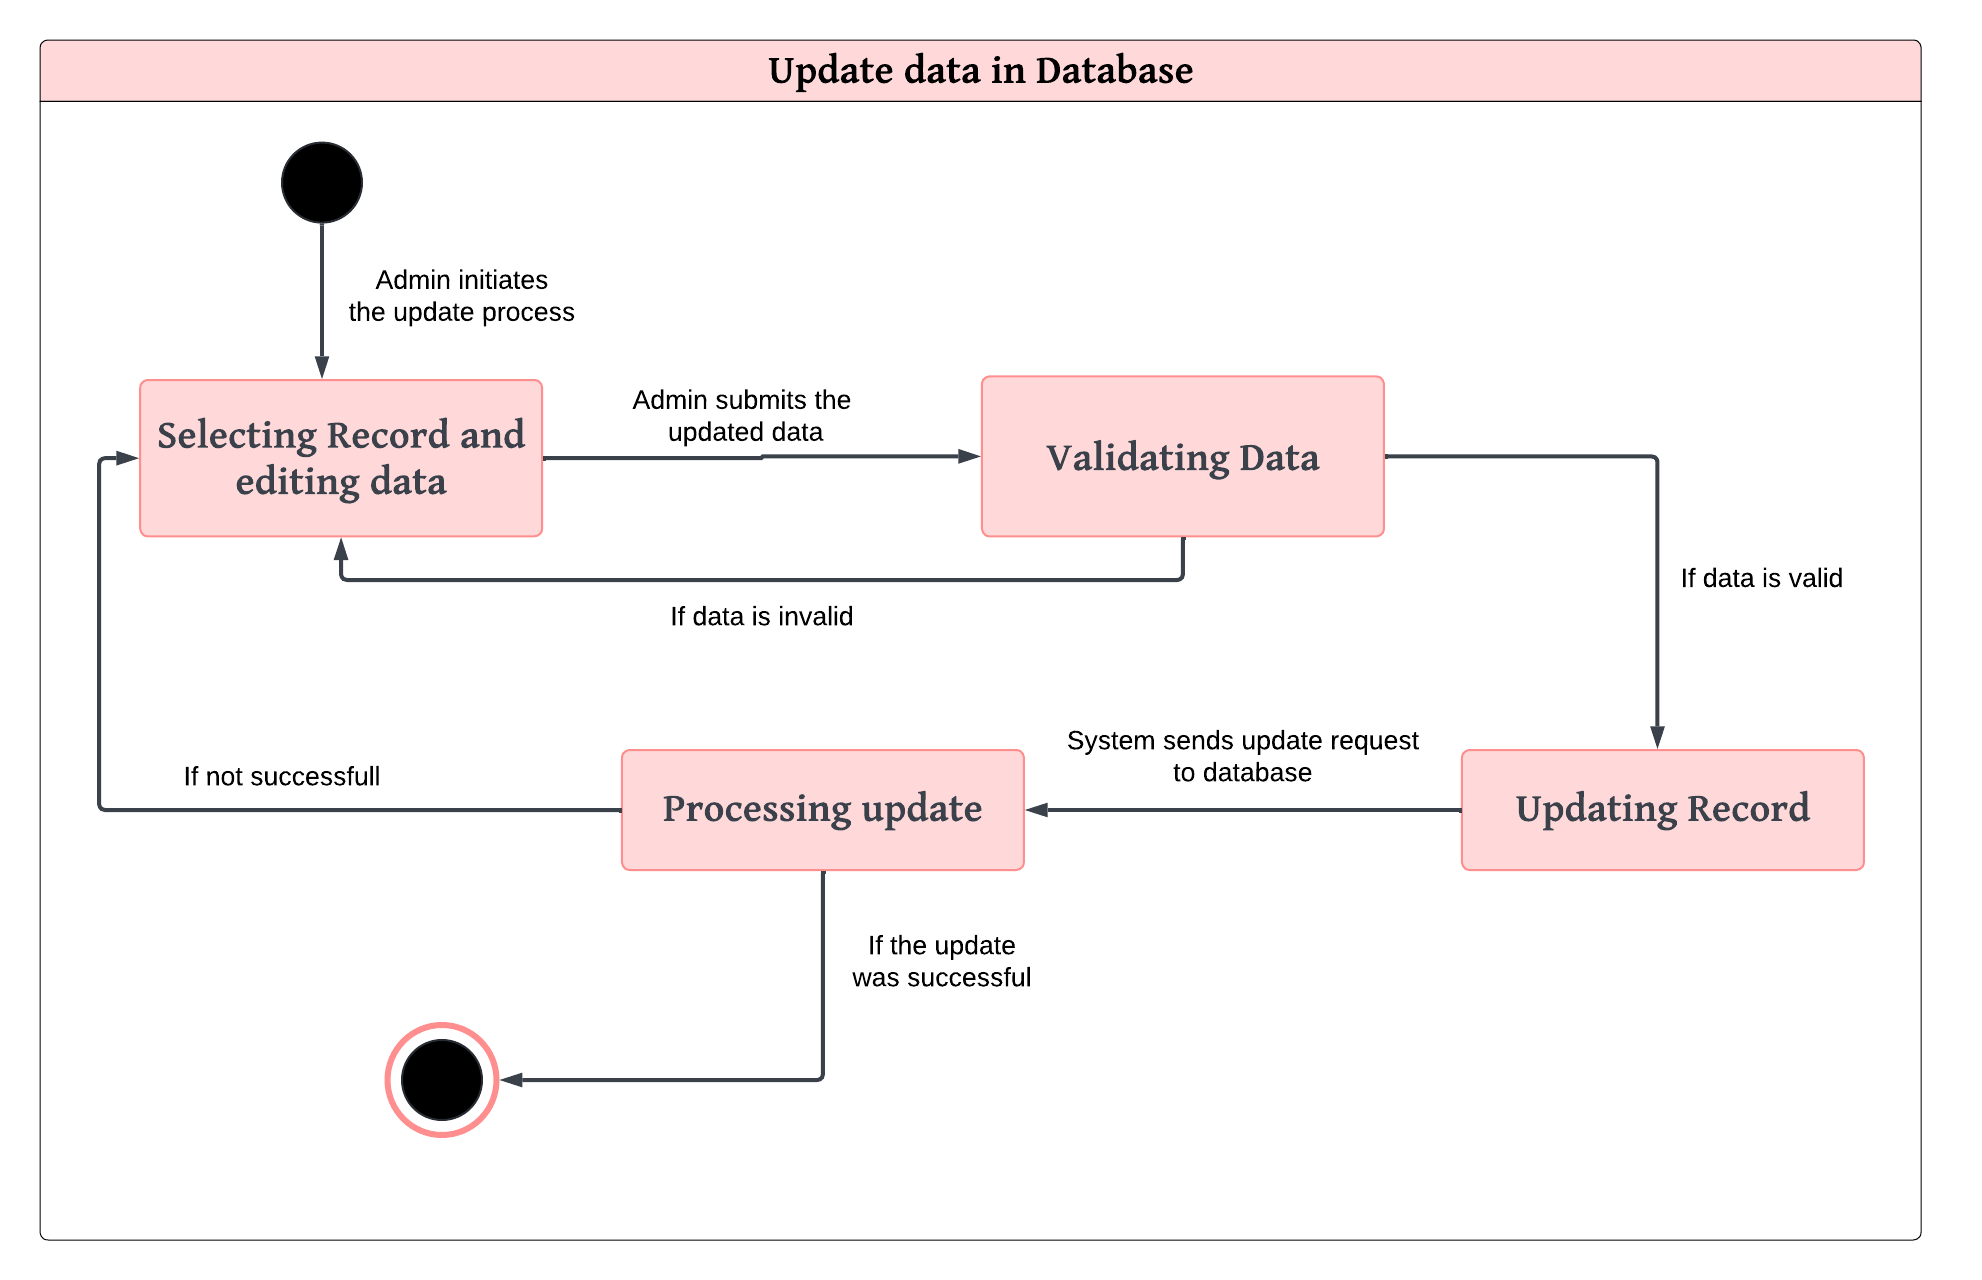 Update data in Database
Admin initiates
the update process
Selecting Record and
editing data
Admin submits the
updated data
Validating Data
If data is valid
If data is invalid
System sends update request
to database
Updating Record
Processing update
If not successfull
If the update
was successful